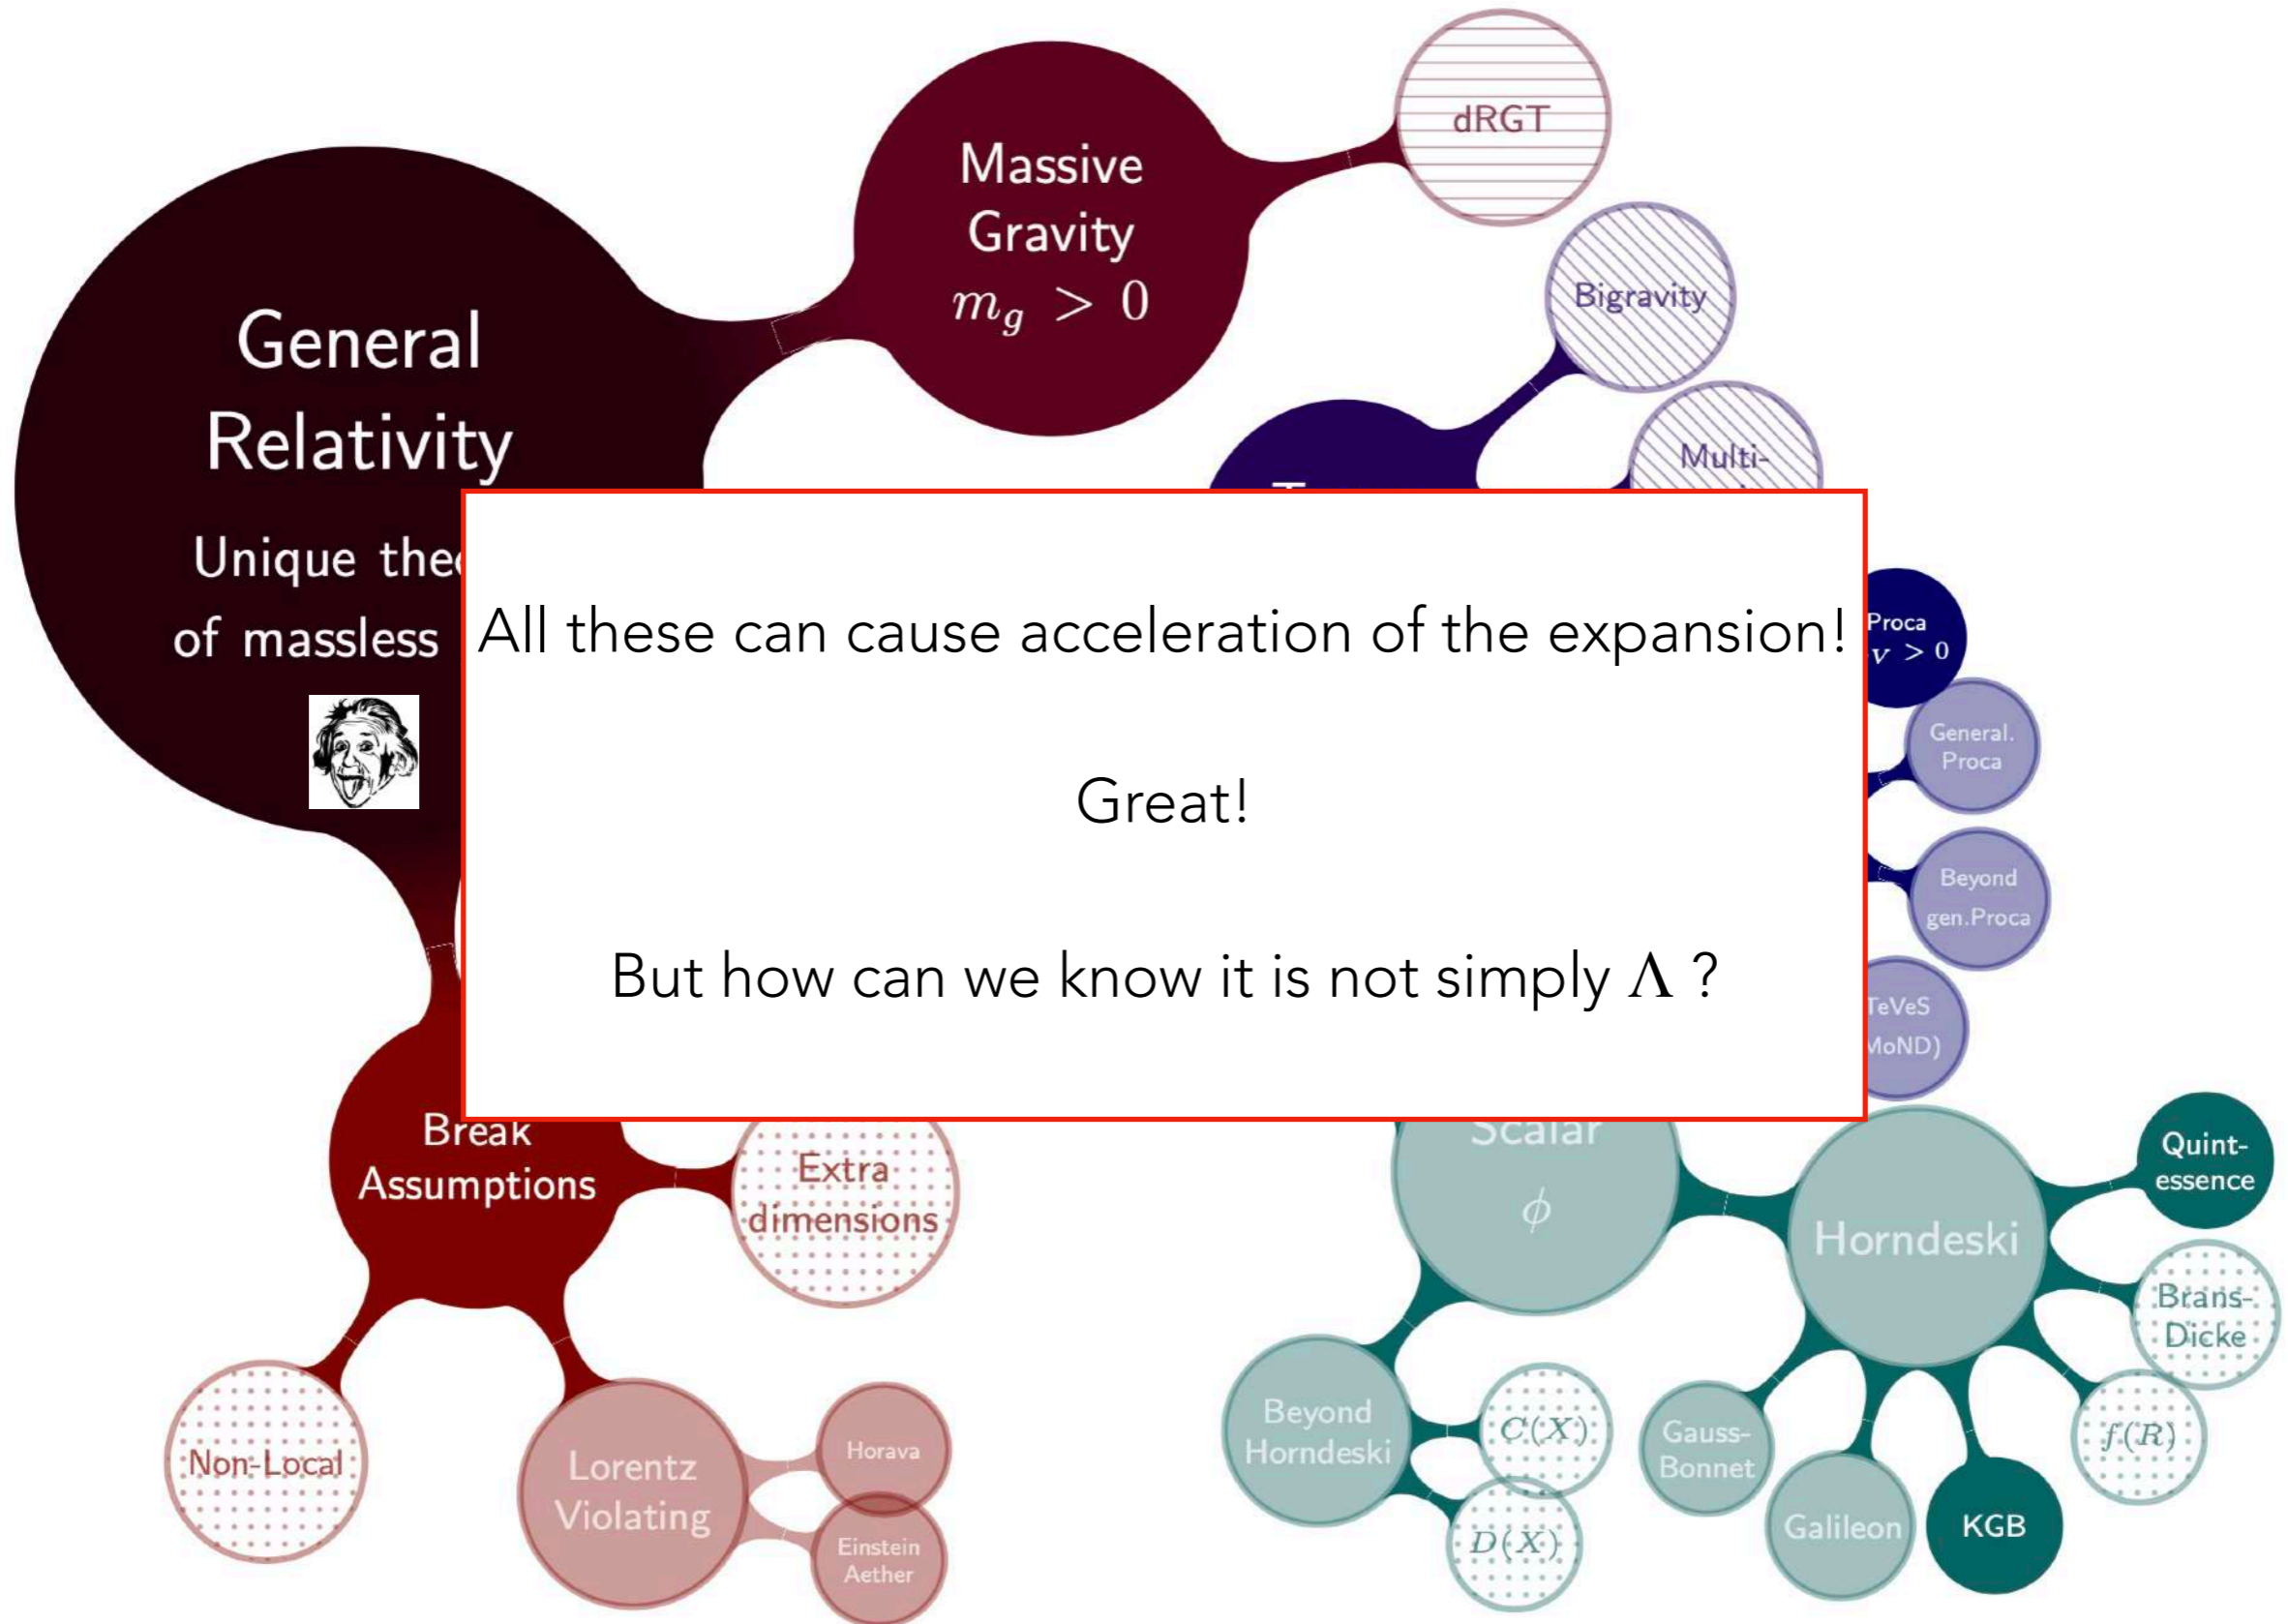 General
Relativity
Unique
of massless
Massive
Gravity
m_g > 0
dRGT
Bigravity
Multi-
All these can cause acceleration of the expansion!
Great!
But how can we know it is not simply Λ ?
Proca
V > 0
General.
Proca
Beyond
gen.Proca
TeVeS
MoND)
Break
Assumptions
Extra
dimensions
Non-Local
Lorentz
Violating
Horava
Einstein
Aether
Scalar
ϕ
Horndeski
Quint-
essence
Brans-
Dicke
f(R)
KGB
Galileon
Gauss-
Bonnet
Beyond
Horndeski
C(X)
D(X)